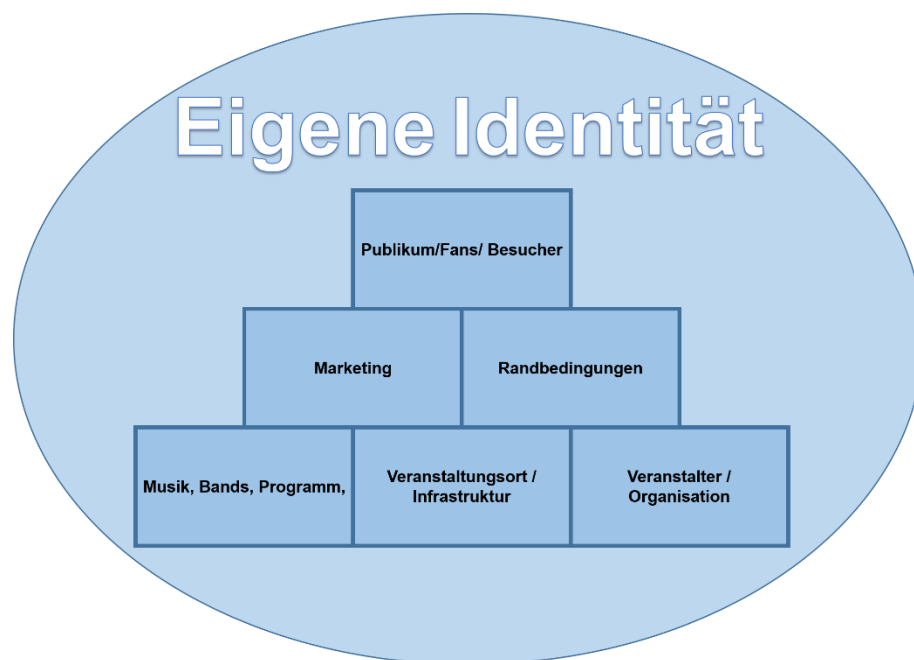 Eigene Identität
Publikum/Fans/ Besucher
Marketing
Randbedingungen
Musik, Bands, Programm,
Veranstaltungsort /
Infrastruktur
Veranstalter /
Organisation